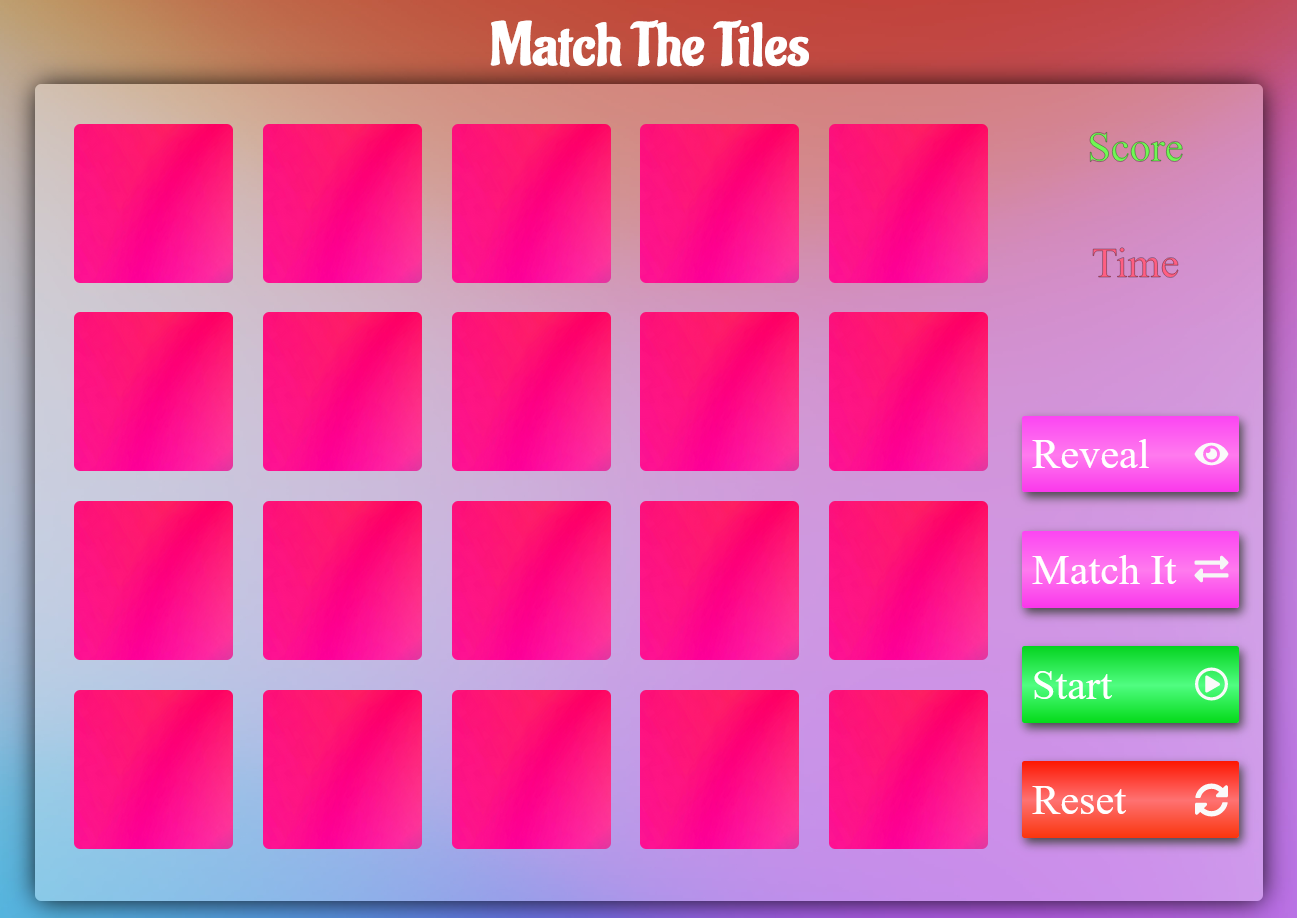 Match The Tiles
Score
Time
Reveal
Match It
Start
Reset